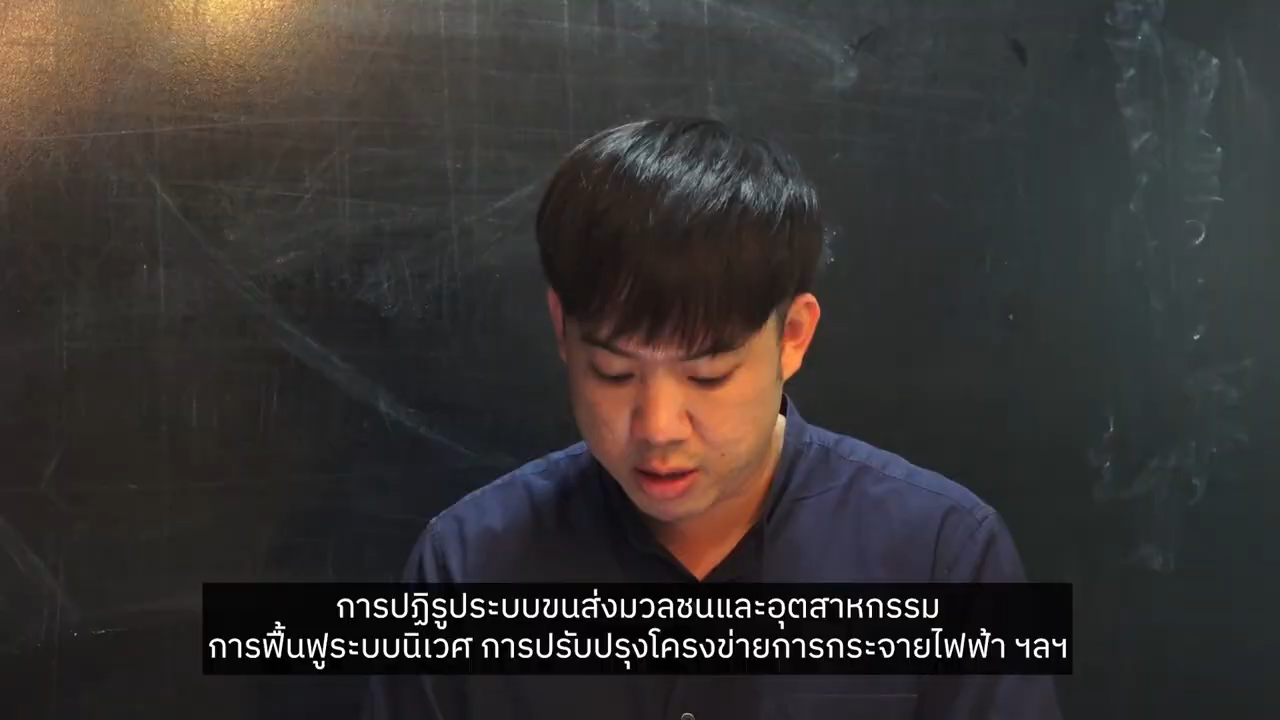 การปฏิรูประบบขนส่งมวลชนและอุตสาหกรรม
การฟื้นฟูระบบนิเวศ การปรับปรุงโครงข่ายการกระจายไฟฟ้า ฯลฯ